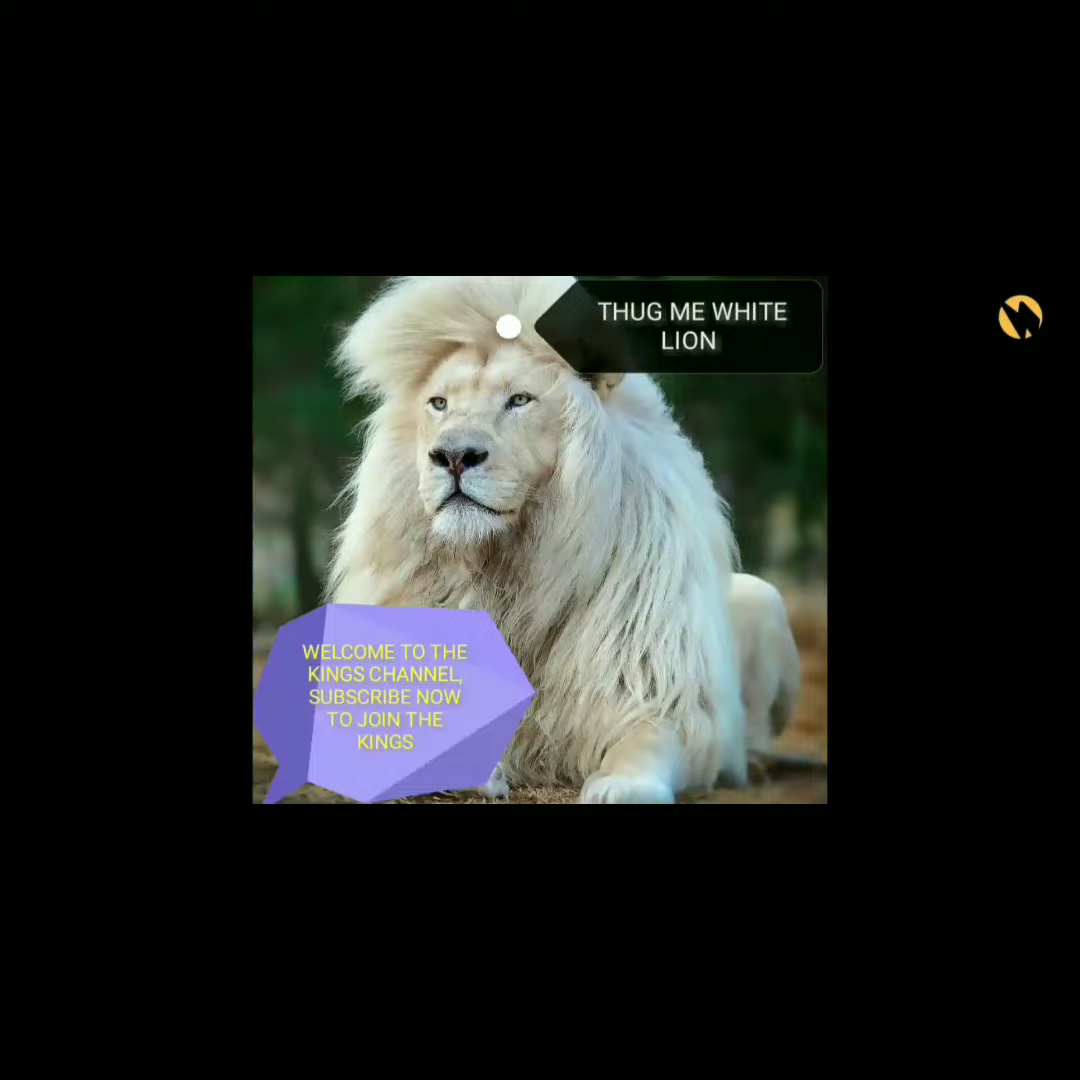 THUG ME WHITE
LION
WELCOME TO THE
KINGS CHANNEL,
SUBSCRIBE NOW
TO JOIN THE
KINGS